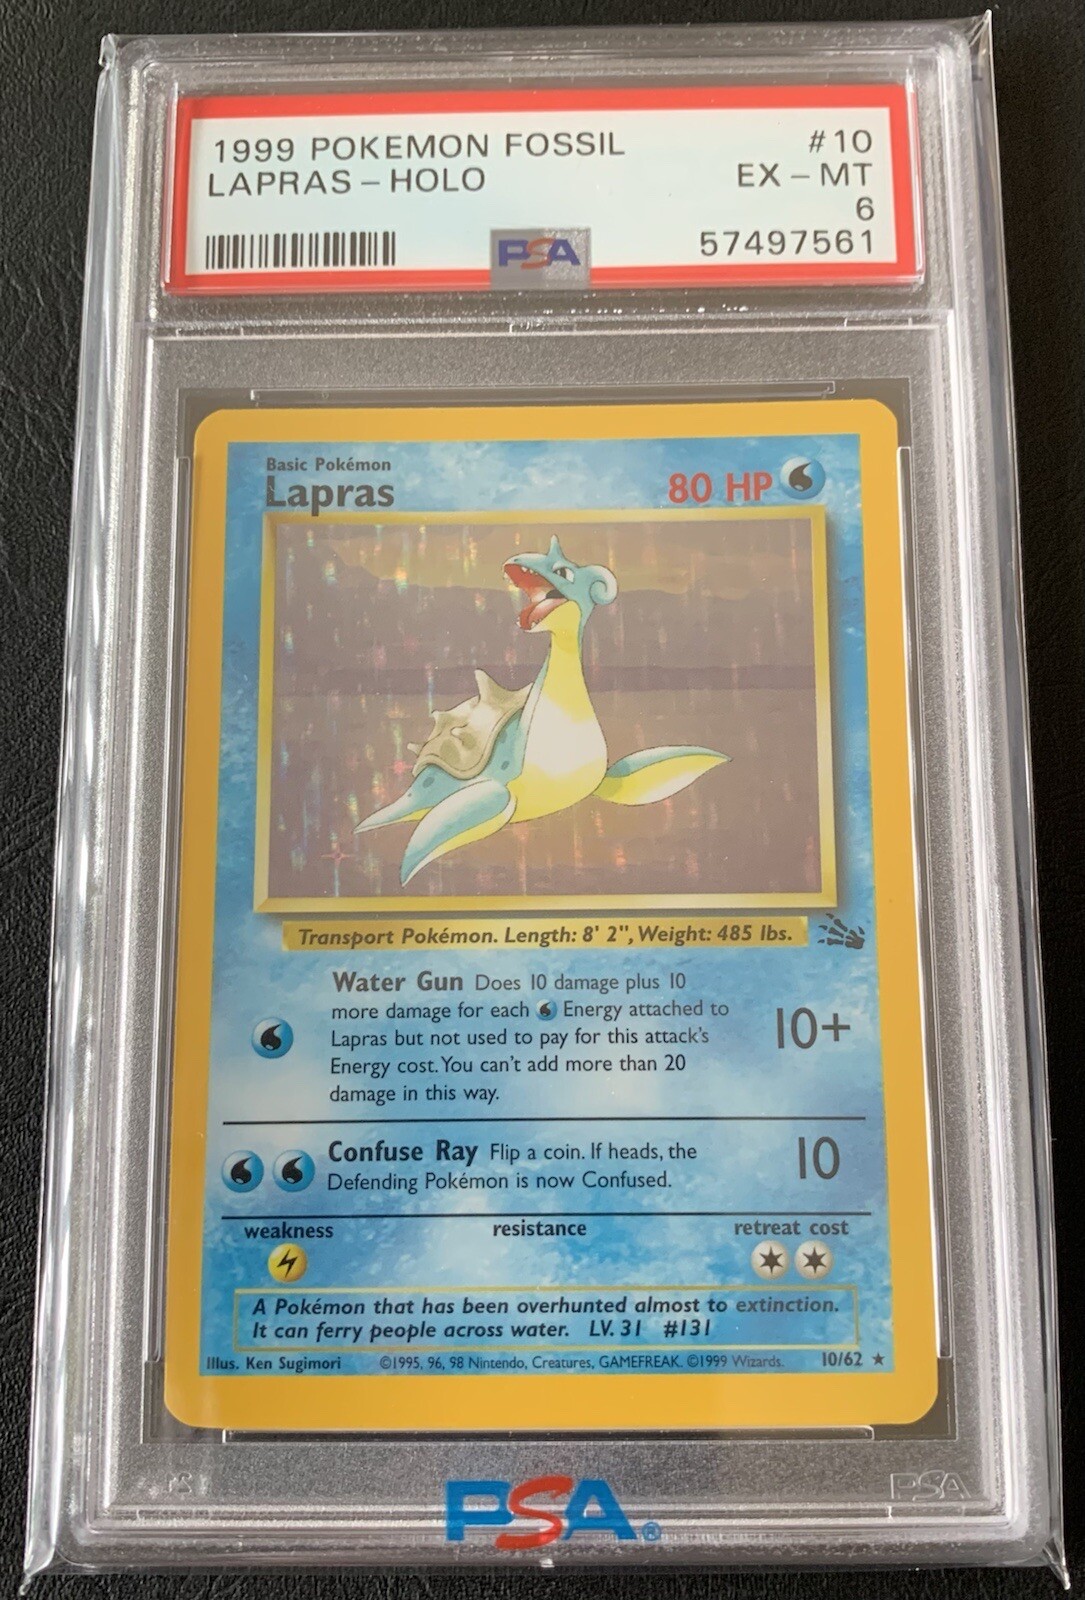 1999 POKEMON FOSSIL #10
LAPRAS - HOLO EX - MT
6
PSA 57497561
Basic Pokémon
Lapras 80 HP
Transport Pokémon. Length: 8' 2", Weight: 485 lbs.
Water Gun Does 10 damage plus 10
more damage for each Energy attached to
Lapras but not used to pay for this attack's
Energy cost. You can't add more than 20
damage in this way.
10+
Confuse Ray Flip a coin. If heads, the
Defending Pokémon is now Confused.
10
weakness resistance retreat cost
A Pokémon that has been overhunted almost to extinction.
It can ferry people across water. LV. 31 #131
Illus. Ken Sugimori ©1995, 96, 98 Nintendo, Creatures, GAMEFREAK. ©1999 Wizards. 10/62 ★
PSA
PSA®